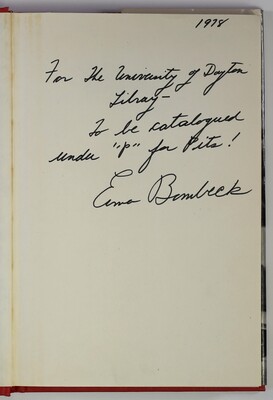 1978
For The University of Dayton
Library-
To be catalogued
under "p" for Pits!
Erma Bombeck